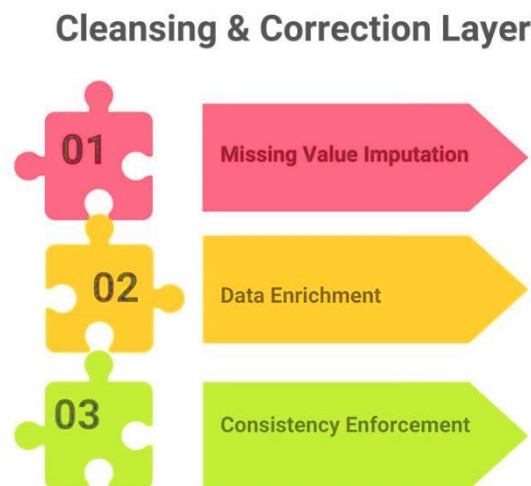 Cleansing & Correction Layer
01
Missing Value Imputation
02
Data Enrichment
03
Consistency Enforcement